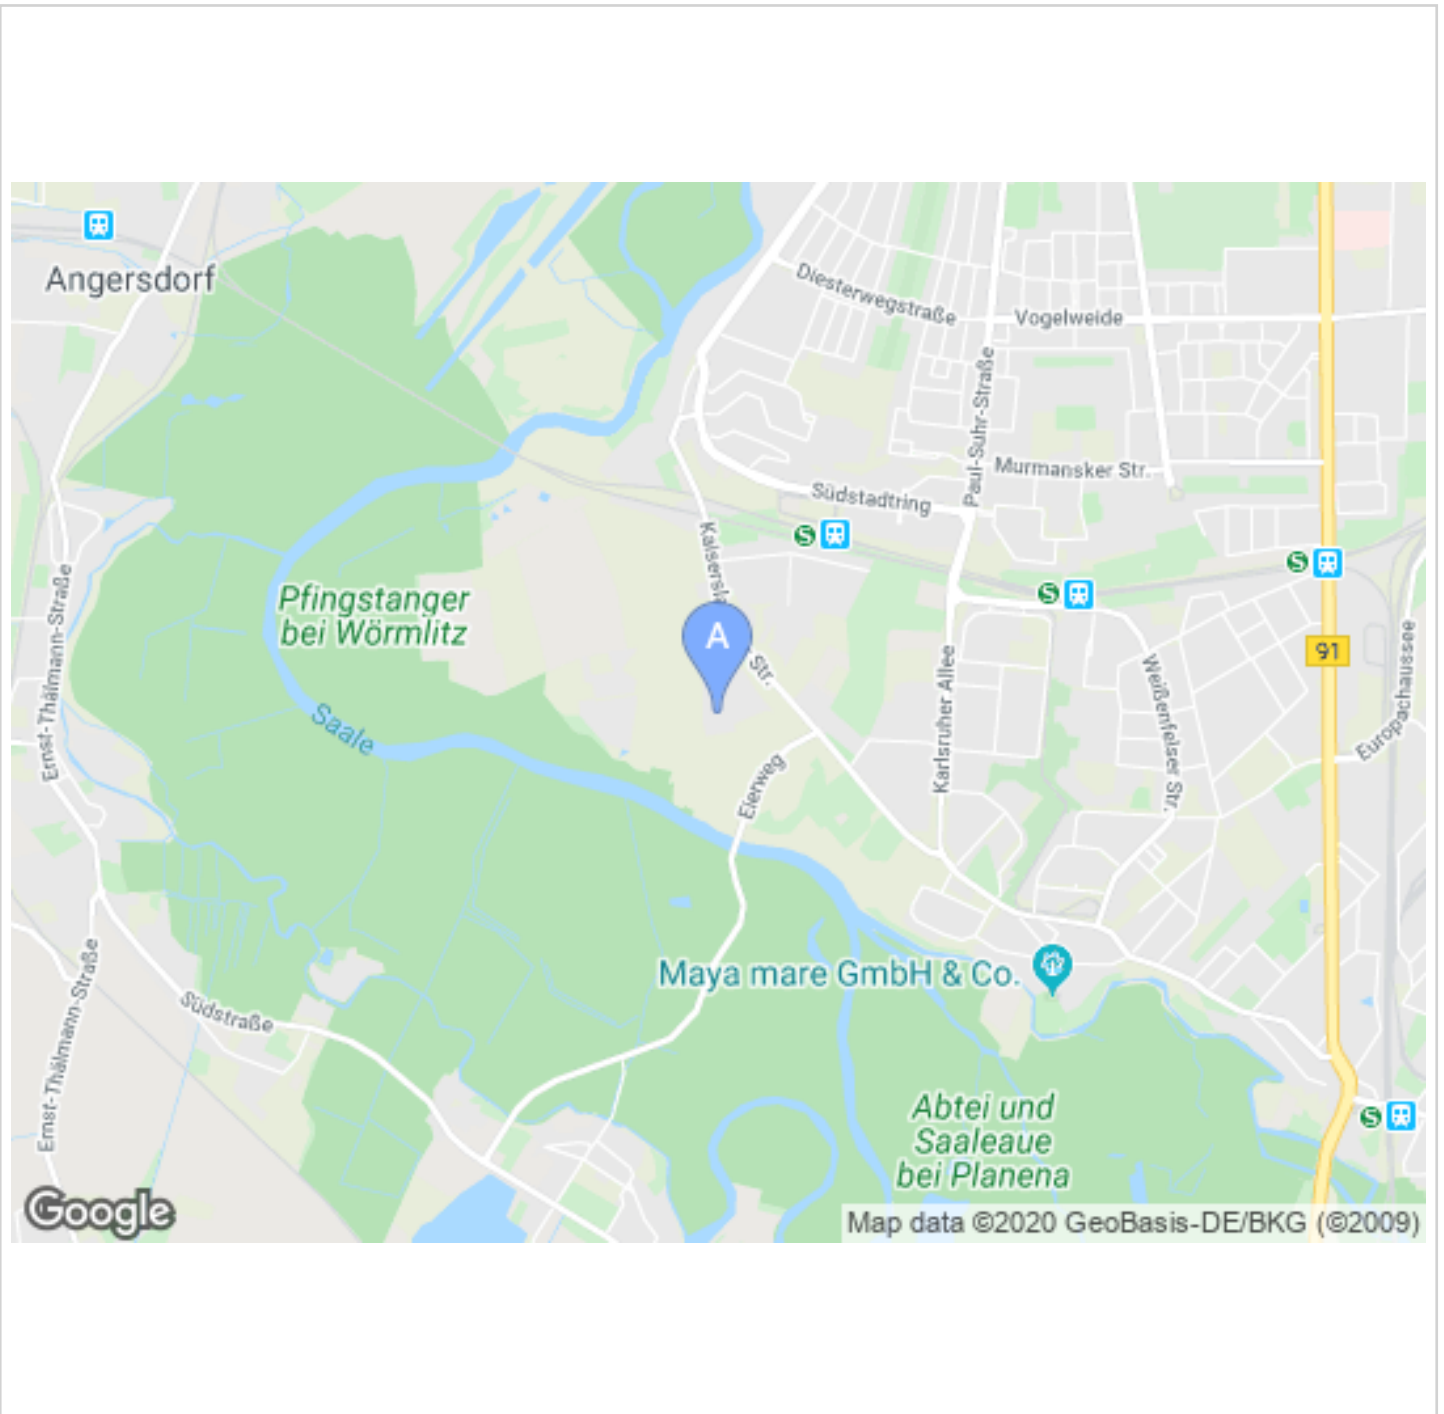 Angersdorf
Diesterwegstraße
Vogelweide
Paul-Suhr-Straße
Murmansker Str.
Südstadtring
S
S
S
Kaisersla
Str.
A
Pfingstanger
bei Wörmlitz
Ernst-Thälmann-Straße
Saale
Karlsruher Allee
Weißenfelser Str.
91
Europachaussee
Eierweg
Maya mare GmbH & Co.
Ernst-Thälmann-Straße
Südstraße
Abtei und
Saaleaue
bei Planena
S
Google
Map data ©2020 GeoBasis-DE/BKG (©2009)